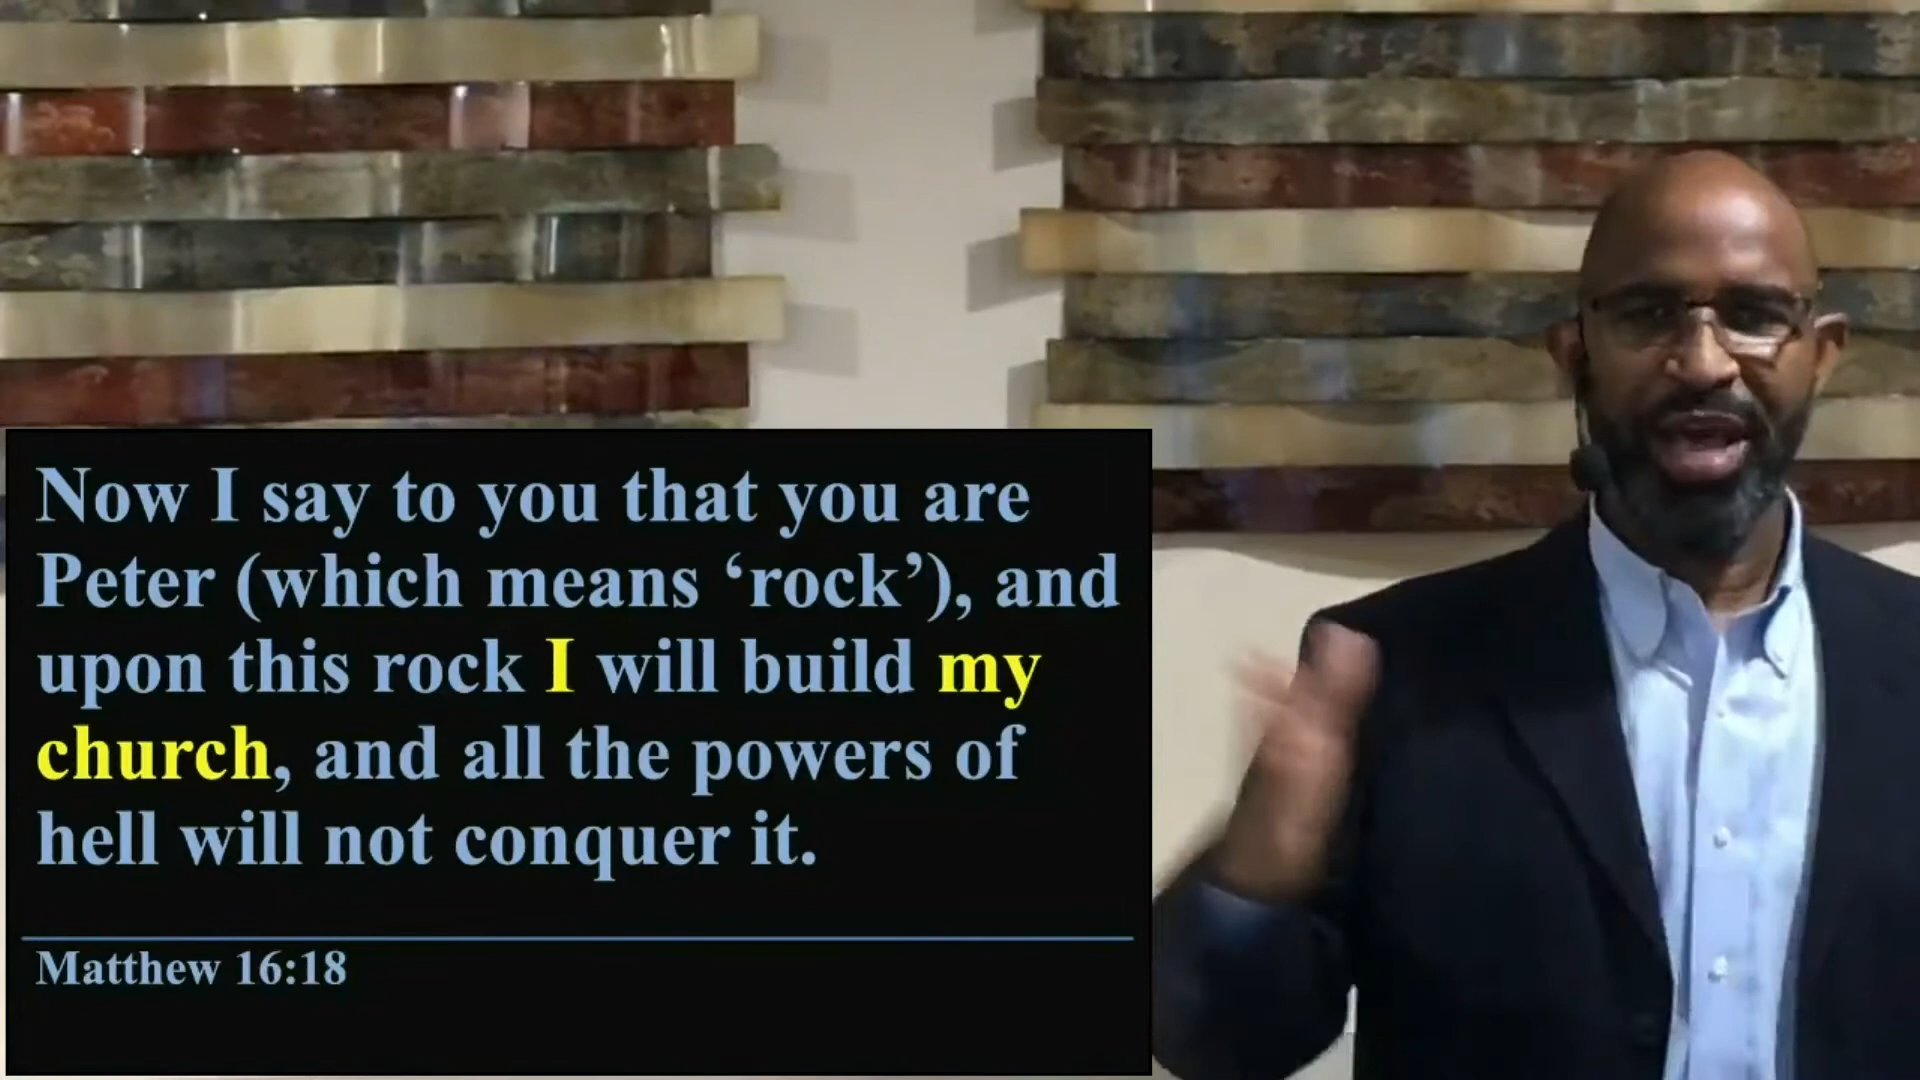 Now I say to you that you are
Peter (which means ‘rock’), and
upon this rock I will build my
church, and all the powers of
hell will not conquer it.
Matthew 16:18